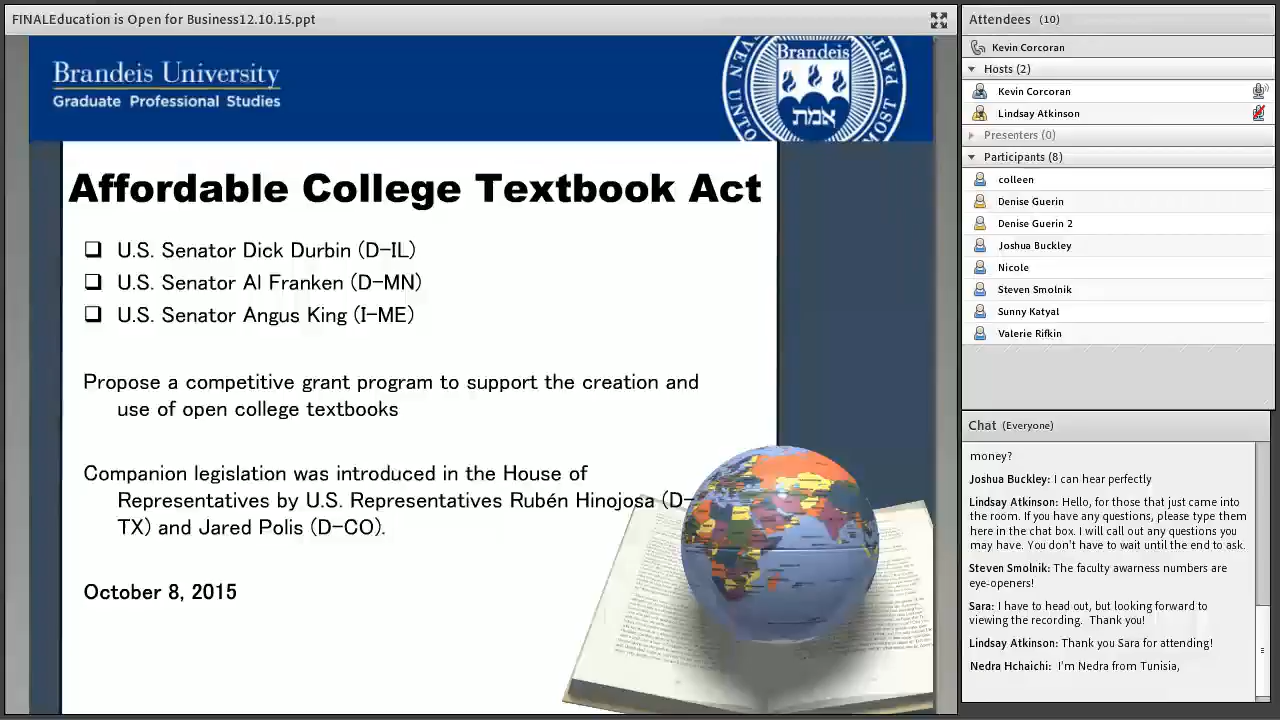 FINALEducation is Open for Business12.10.15.ppt
Brandeis University
Graduate Professional Studies
Brandeis
אמת
Affordable College Textbook Act
U.S. Senator Dick Durbin (D-IL)
U.S. Senator Al Franken (D-MN)
U.S. Senator Angus King (I-ME)
Propose a competitive grant program to support the creation and
use of open college textbooks
Companion legislation was introduced in the House of
Representatives by U.S. Representatives Rubén Hinojosa (D-
TX) and Jared Polis (D-CO).
October 8, 2015
Attendees (10)
Kevin Corcoran
Hosts (2)
Kevin Corcoran
Lindsay Atkinson
Presenters (0)
Participants (8)
colleen
Denise Guerin
Denise Guerin 2
Joshua Buckley
Nicole
Steven Smolnik
Sunny Katyal
Valerie Rifkin
Chat (Everyone)
money?
Joshua Buckley: I can hear perfectly
Lindsay Atkinson: Hello, for those that just came into
the room. If you have any questions, please type them
here in the chat box. I will call out any questions you
may have. You don't have to wait until the end to ask.
Steven Smolnik: The faculty awarness numbers are
eye-openers!
Sara: I have to head out, but looking forward to
viewing the recording. Thank you!
Lindsay Atkinson: Thank you Sara for attending!
Nedra Hchaichi: I'm Nedra from Tunisia,